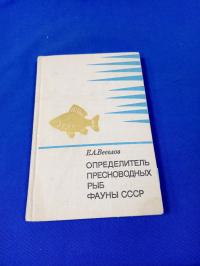 Е.А.Веселов
ОПРЕДЕЛИТЕЛЬ
ПРЕСНОВОДНЫХ
РЫБ
ФАУНЫ СССР